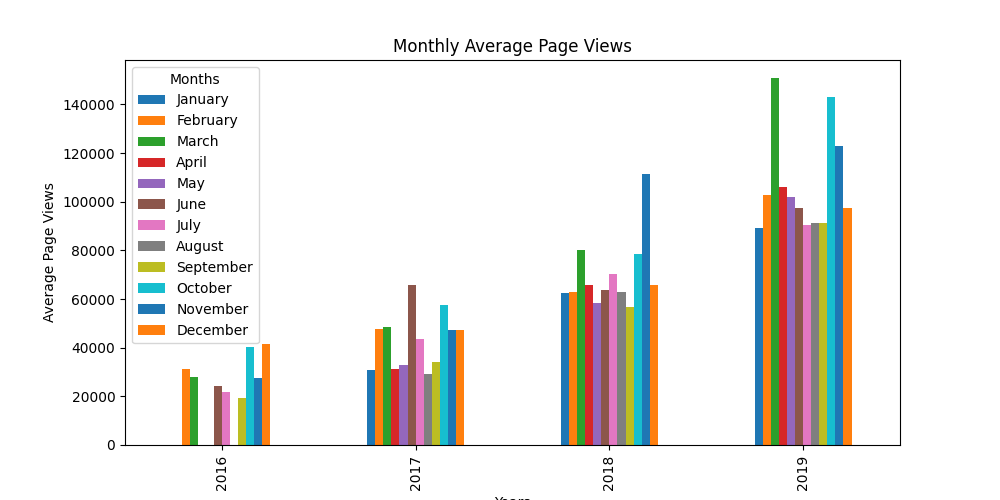 Monthly Average Page Views
Average Page Views
140000
120000
100000
80000
60000
40000
20000
0
Months
January
February
March
April
May
June
July
August
September
October
November
December
2016
2017
2018
2019
Years